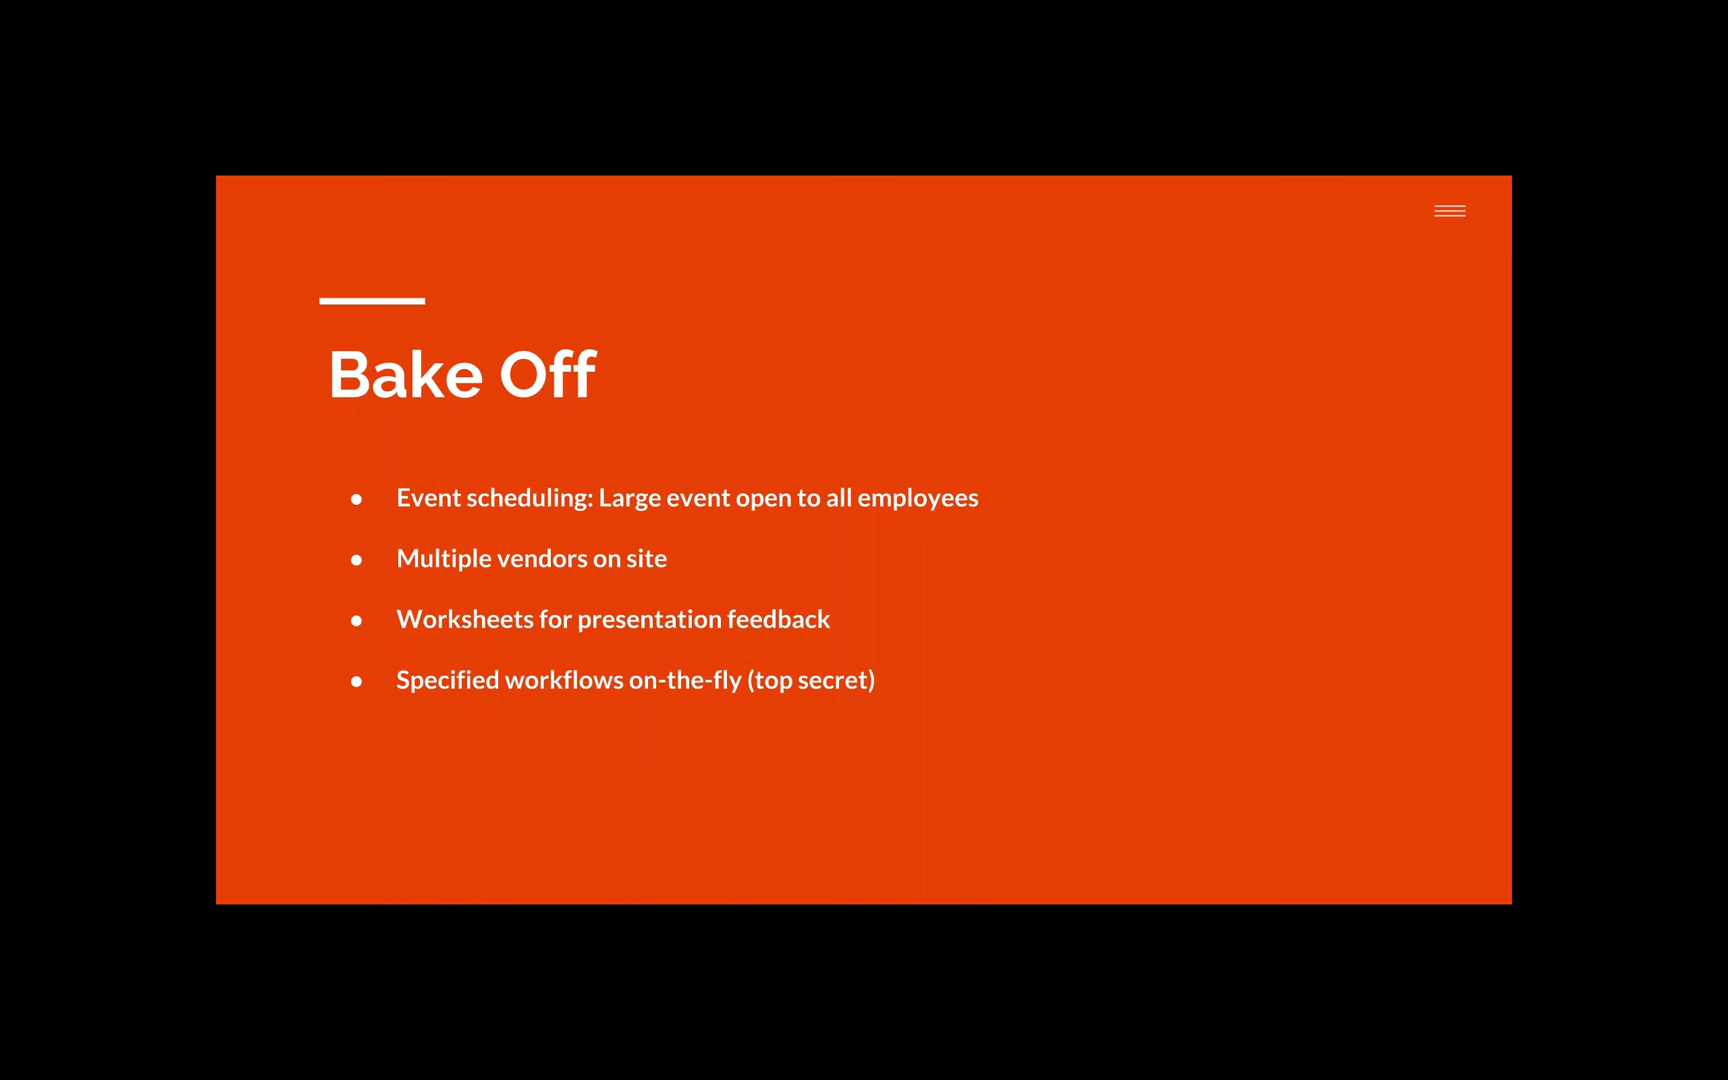 Bake Off
● Event scheduling: Large event open to all employees
● Multiple vendors on site
● Worksheets for presentation feedback
● Specified workflows on-the-fly (top secret)